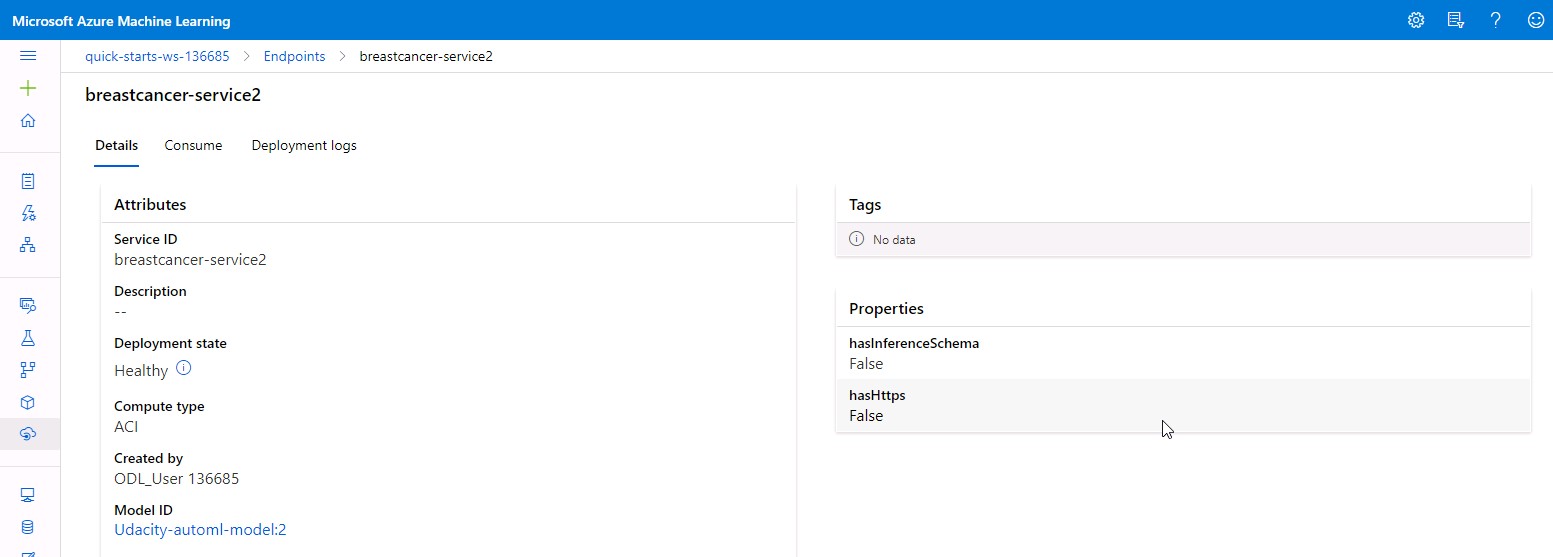 Microsoft Azure Machine Learning
?
quick-starts-ws-136685 > Endpoints > breastcancer-service2
breastcancer-service2
Details Consume Deployment logs
Attributes
Service ID
breastcancer-service2
Description
--
Deployment state
Healthy
Compute type
ACI
Created by
ODL_User 136685
Model ID
Udacity-automl-model:2
Tags
No data
Properties
hasInferenceSchema
False
hasHttps
False